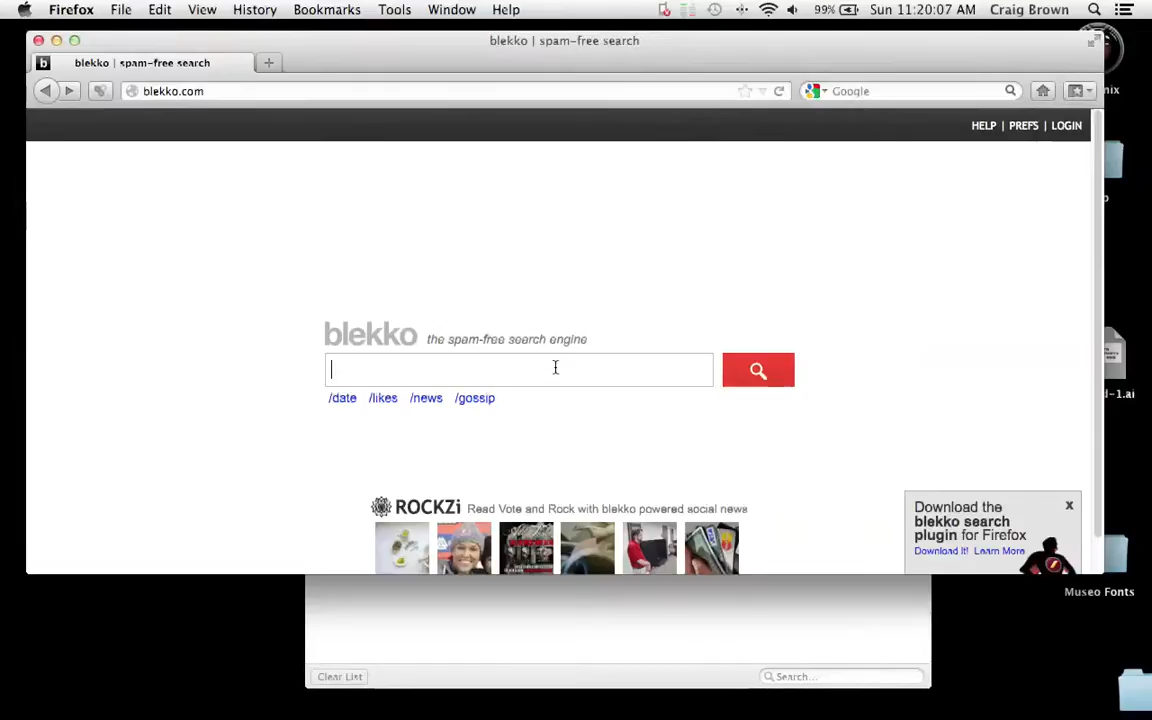 Firefox File Edit View History Bookmarks Tools Window Help 99% Sun 11:20:07 AM Craig Brown
blekko | spam-free search
b blekko | spam-free search +
blekko.com Google
HELP | PREFS | LOGIN
blekko the spam-free search engine
/date /likes /news /gossip
ROCKZi Read Vote and Rock with blekko powered social news
Download the x
blekko search
plugin for Firefox
Download It! Learn More
Clear List Search...
-1.ai
Museo Fonts